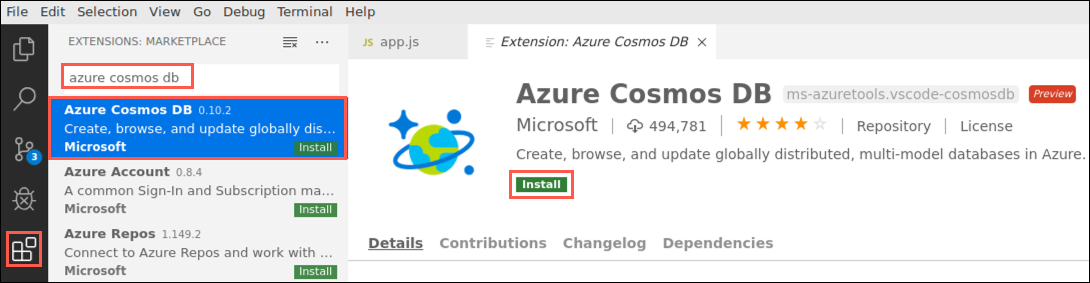 File Edit Selection View Go Debug Terminal Help
EXTENSIONS: MARKETPLACE
azure cosmos db
Azure Cosmos DB 0.10.2
Create, browse, and update globally dis...
Microsoft Install
Azure Account 0.8.4
A common Sign-In and Subscription ma...
Microsoft Install
Azure Repos 1.149.2
Connect to Azure Repos and work with ...
Microsoft Install
3
JS app.js Extension: Azure Cosmos DB
Azure Cosmos DB ms-azuretools.vscode-cosmosdb Preview
Microsoft 494,781 Repository License
Create, browse, and update globally distributed, multi-model databases in Azure.
Install
Details Contributions Changelog Dependencies